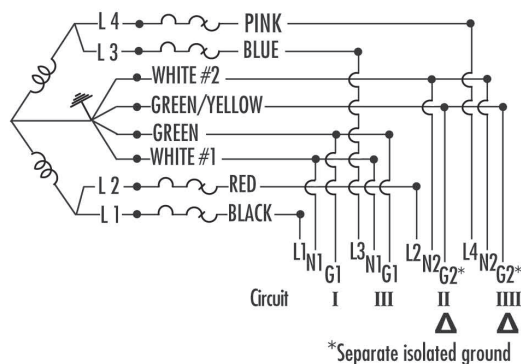 L 4 PINK
L 3 BLUE
WHITE #2
GREEN/YELLOW
GREEN
WHITE #1
L 2 RED
L 1 BLACK
L1 N1 G1 L3 N1 G1 L2 N2 G2* L4 N2 G2*
Circuit I III II IIII
Δ Δ
*Separate isolated ground